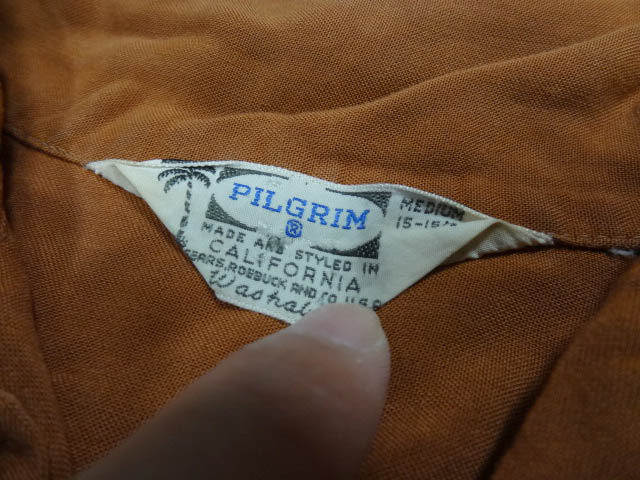 PILGRIM
®
MEDIUM
MADE AND STYLED IN
CALIFORNIA
SEARS, ROEBUCK AND CO. U.S.A.